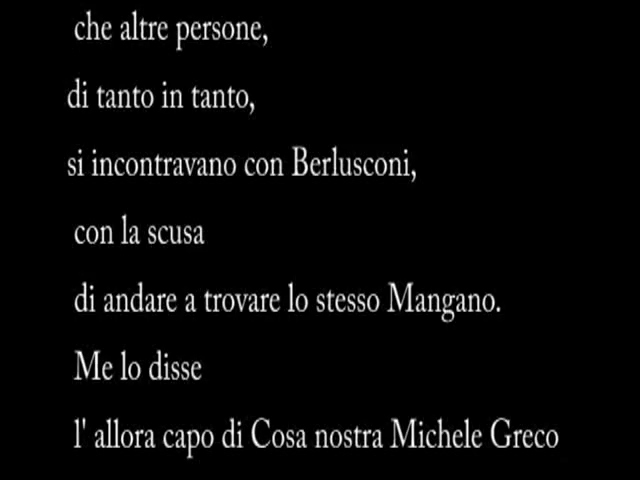 che altre persone,
di tanto in tanto,
si incontravano con Berlusconi,
con la scusa
di andare a trovare lo stesso Mangano.
Me lo disse
l' allora capo di Cosa nostra Michele Greco